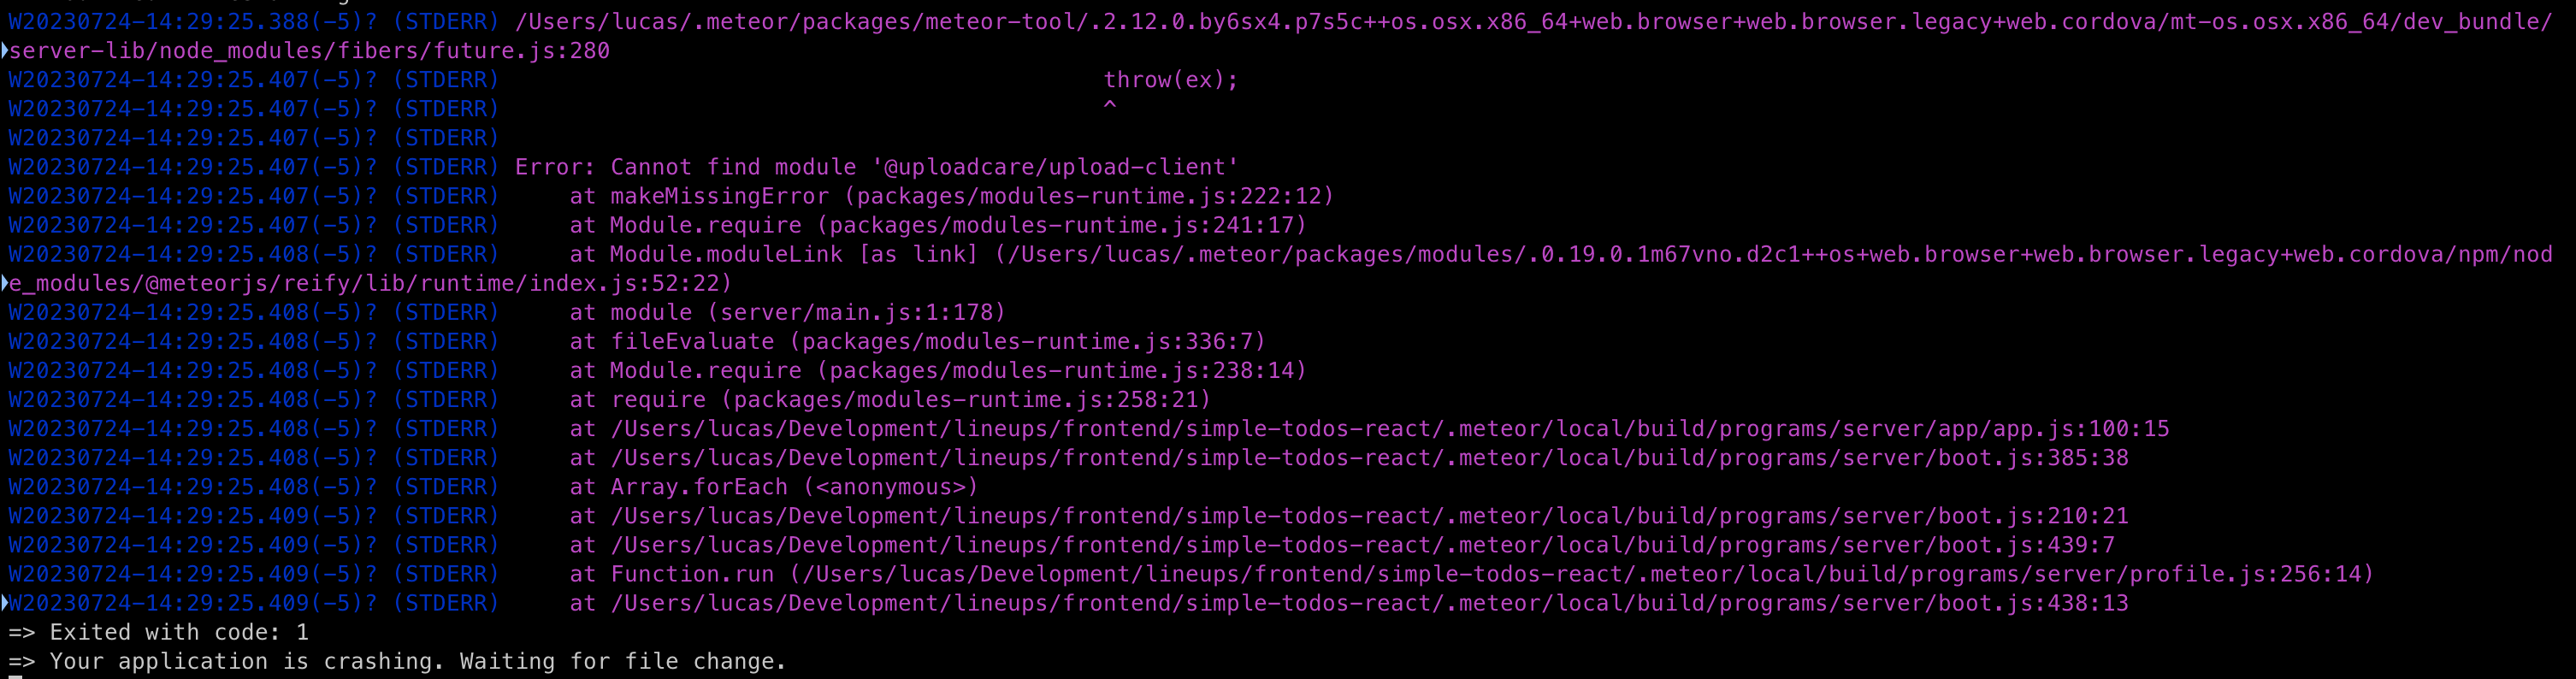 W20230724-14:29:25.388(-5)? (STDERR) /Users/lucas/.meteor/packages/meteor-tool/.2.12.0.by6sx4.p7s5c++os.osx.x86_64+web.browser+web.browser.legacy+web.cordova/mt-os.osx.x86_64/dev_bundle/
server-lib/node_modules/fibers/future.js:280
W20230724-14:29:25.407(-5)? (STDERR) throw(ex);
W20230724-14:29:25.407(-5)? (STDERR) ^
W20230724-14:29:25.407(-5)? (STDERR)
W20230724-14:29:25.407(-5)? (STDERR) Error: Cannot find module '@uploadcare/upload-client'
W20230724-14:29:25.407(-5)? (STDERR) at makeMissingError (packages/modules-runtime.js:222:12)
W20230724-14:29:25.407(-5)? (STDERR) at Module.require (packages/modules-runtime.js:241:17)
W20230724-14:29:25.408(-5)? (STDERR) at Module.moduleLink [as link] (/Users/lucas/.meteor/packages/modules/.0.19.0.1m67vno.d2c1++os+web.browser+web.browser.legacy+web.cordova/npm/nod
e_modules/@meteorjs/reify/lib/runtime/index.js:52:22)
W20230724-14:29:25.408(-5)? (STDERR) at module (server/main.js:1:178)
W20230724-14:29:25.408(-5)? (STDERR) at fileEvaluate (packages/modules-runtime.js:336:7)
W20230724-14:29:25.408(-5)? (STDERR) at Module.require (packages/modules-runtime.js:238:14)
W20230724-14:29:25.408(-5)? (STDERR) at require (packages/modules-runtime.js:258:21)
W20230724-14:29:25.408(-5)? (STDERR) at /Users/lucas/Development/lineups/frontend/simple-todos-react/.meteor/local/build/programs/server/app/app.js:100:15
W20230724-14:29:25.408(-5)? (STDERR) at /Users/lucas/Development/lineups/frontend/simple-todos-react/.meteor/local/build/programs/server/boot.js:385:38
W20230724-14:29:25.408(-5)? (STDERR) at Array.forEach (<anonymous>)
W20230724-14:29:25.409(-5)? (STDERR) at /Users/lucas/Development/lineups/frontend/simple-todos-react/.meteor/local/build/programs/server/boot.js:210:21
W20230724-14:29:25.409(-5)? (STDERR) at /Users/lucas/Development/lineups/frontend/simple-todos-react/.meteor/local/build/programs/server/boot.js:439:7
W20230724-14:29:25.409(-5)? (STDERR) at Function.run (/Users/lucas/Development/lineups/frontend/simple-todos-react/.meteor/local/build/programs/server/profile.js:256:14)
W20230724-14:29:25.409(-5)? (STDERR) at /Users/lucas/Development/lineups/frontend/simple-todos-react/.meteor/local/build/programs/server/boot.js:438:13
=> Exited with code: 1
=> Your application is crashing. Waiting for file change.